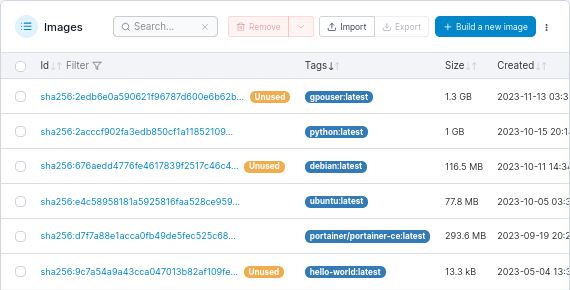 Images Search... Remove Import Export + Build a new image
Id Filter Tags Size Created
sha256:2edb6e0a590621f96787d600e6b62b... Unused gpouser:latest 1.3 GB 2023-11-13 03:3
sha256:2acccf902fa3edb850cf1a11852109... python:latest 1 GB 2023-10-15 20:1
sha256:676aedd4776fe4617839f2517c46c4... Unused debian:latest 116.5 MB 2023-10-11 14:34
sha256:e4c58958181a5925816faa528ce959... ubuntu:latest 77.8 MB 2023-10-05 03:3
sha256:d7f7a88e1acca0fb49de5fec525c68... portainer/portainer-ce:latest 293.6 MB 2023-09-19 20:2
sha256:9c7a54a9a43cca047013b82af109fe... Unused hello-world:latest 13.3 kB 2023-05-04 13:3